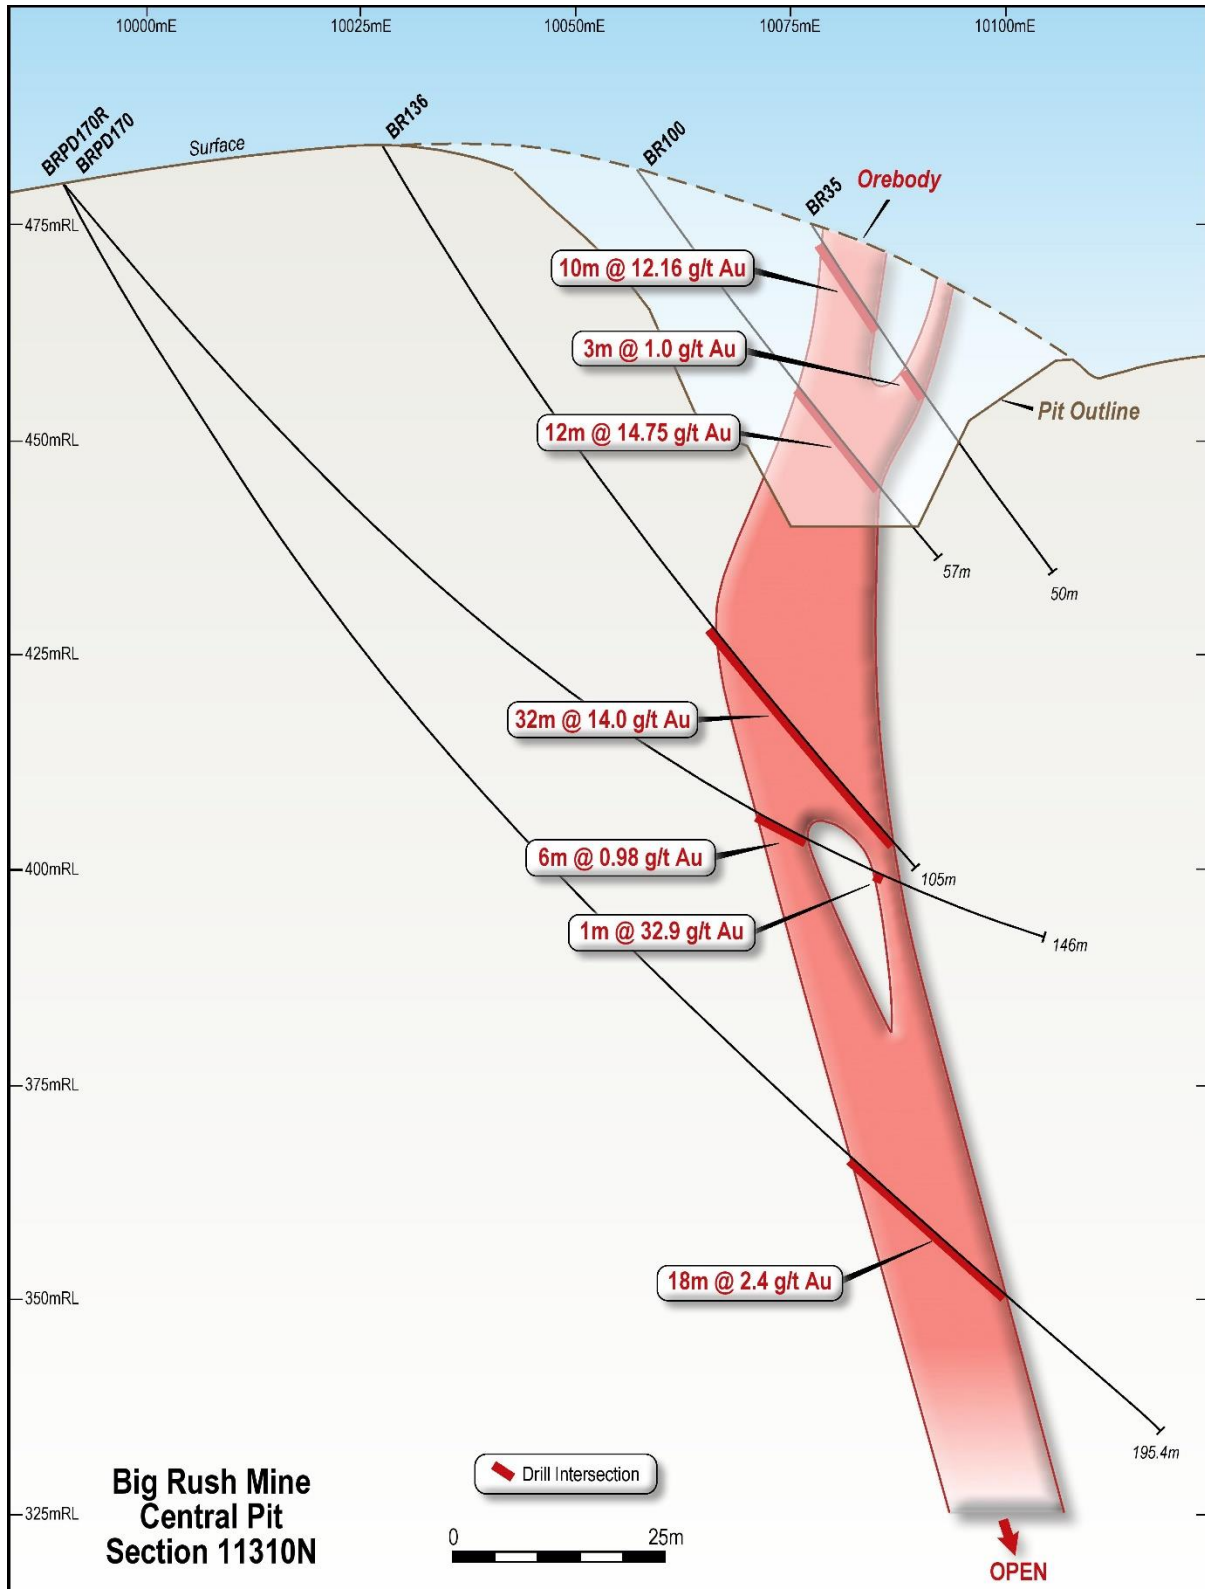 10000mE
10025mE
10050mE
10075mE
10100mE
BRPD170R
BRPD170
Surface
BR136
BR100
BR35
Orebody
475mRL
10m @ 12.16 g/t Au
3m @ 1.0 g/t Au
Pit Outline
12m @ 14.75 g/t Au
450mRL
57m
50m
425mRL
32m @ 14.0 g/t Au
6m @ 0.98 g/t Au
400mRL
105m
1m @ 32.9 g/t Au
146m
375mRL
18m @ 2.4 g/t Au
350mRL
195.4m
Big Rush Mine
Central Pit
Section 11310N
Drill Intersection
325mRL
0
25m
OPEN